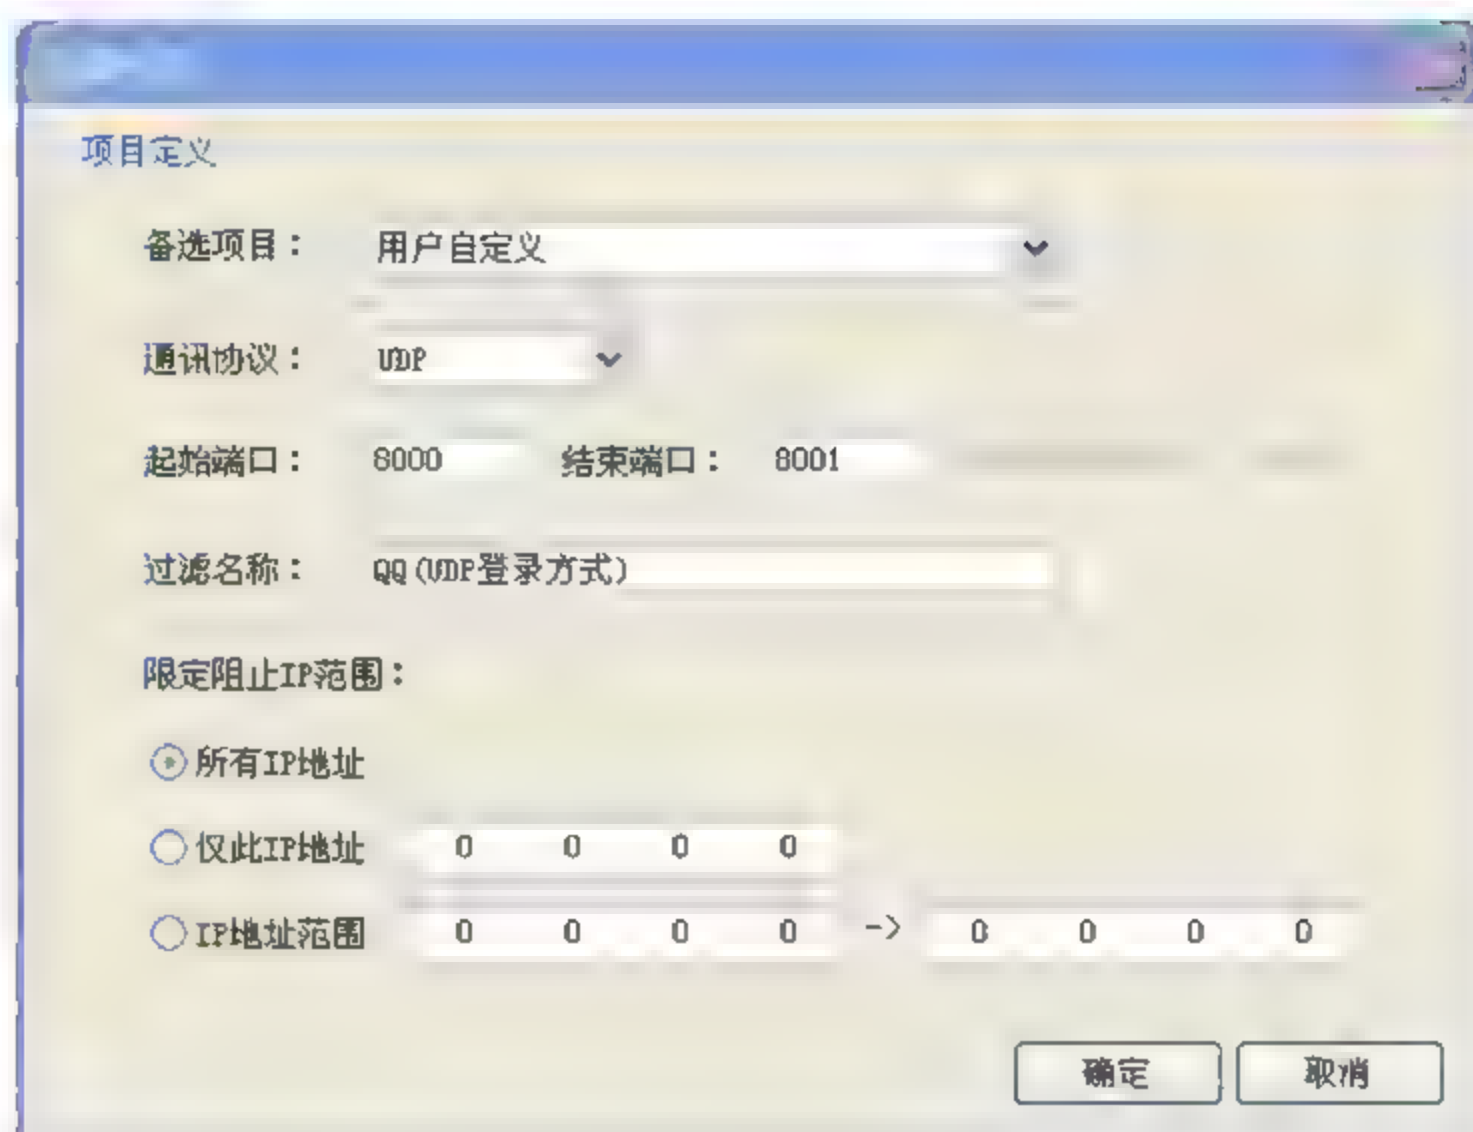 项目定义
备选项目： 用户自定义
通讯协议： UDP
起始端口： 8000 结束端口： 8001
过滤名称： QQ(UDP登录方式)
限定阻止IP范围：
所有IP地址
仅此IP地址 0 0 0 0
IP地址范围 0 0 0 0 -> 0 0 0 0
确定 取消